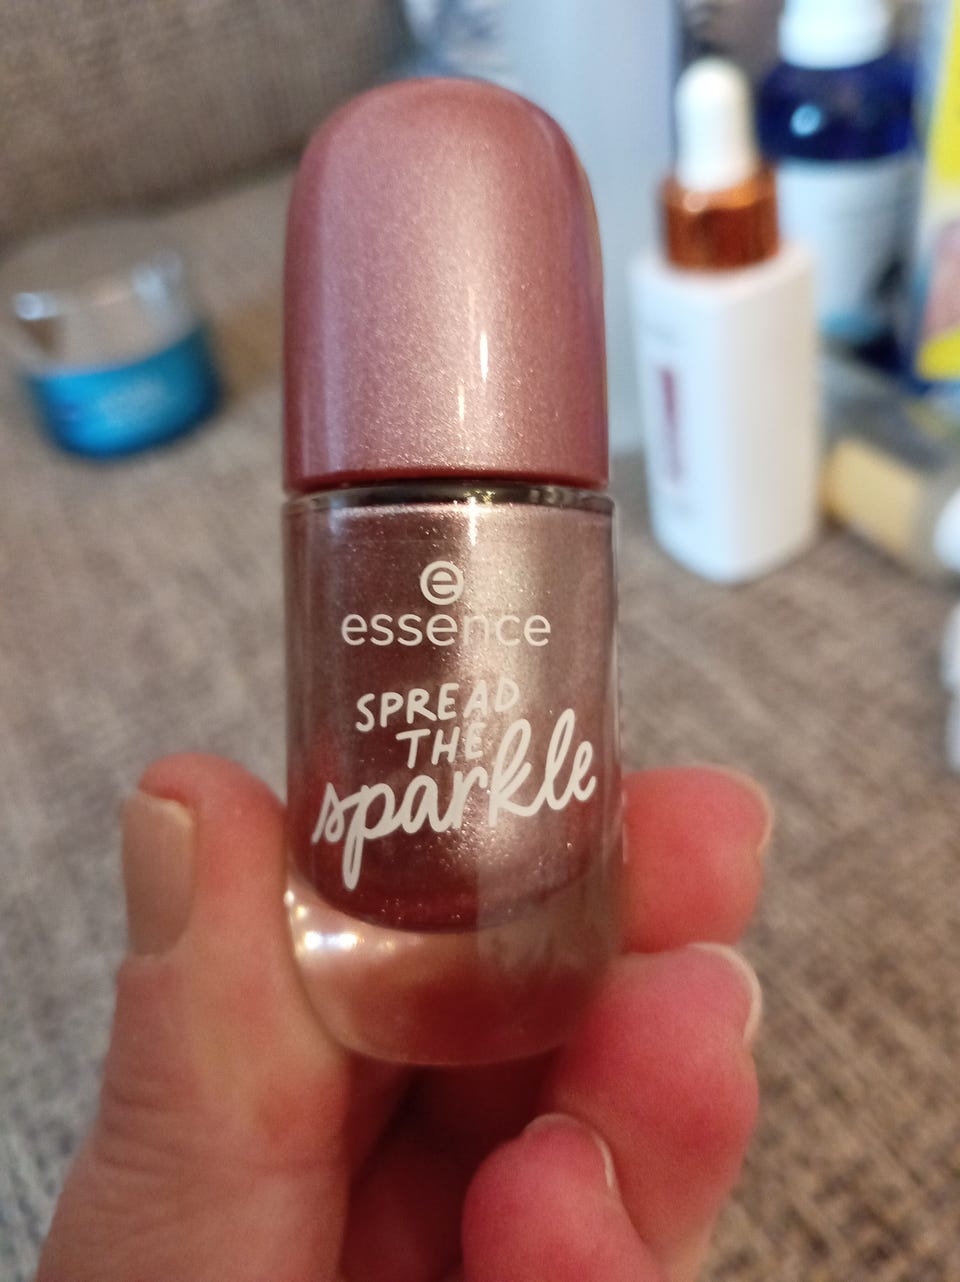 e
essence
SPREAD
THE
sparkle